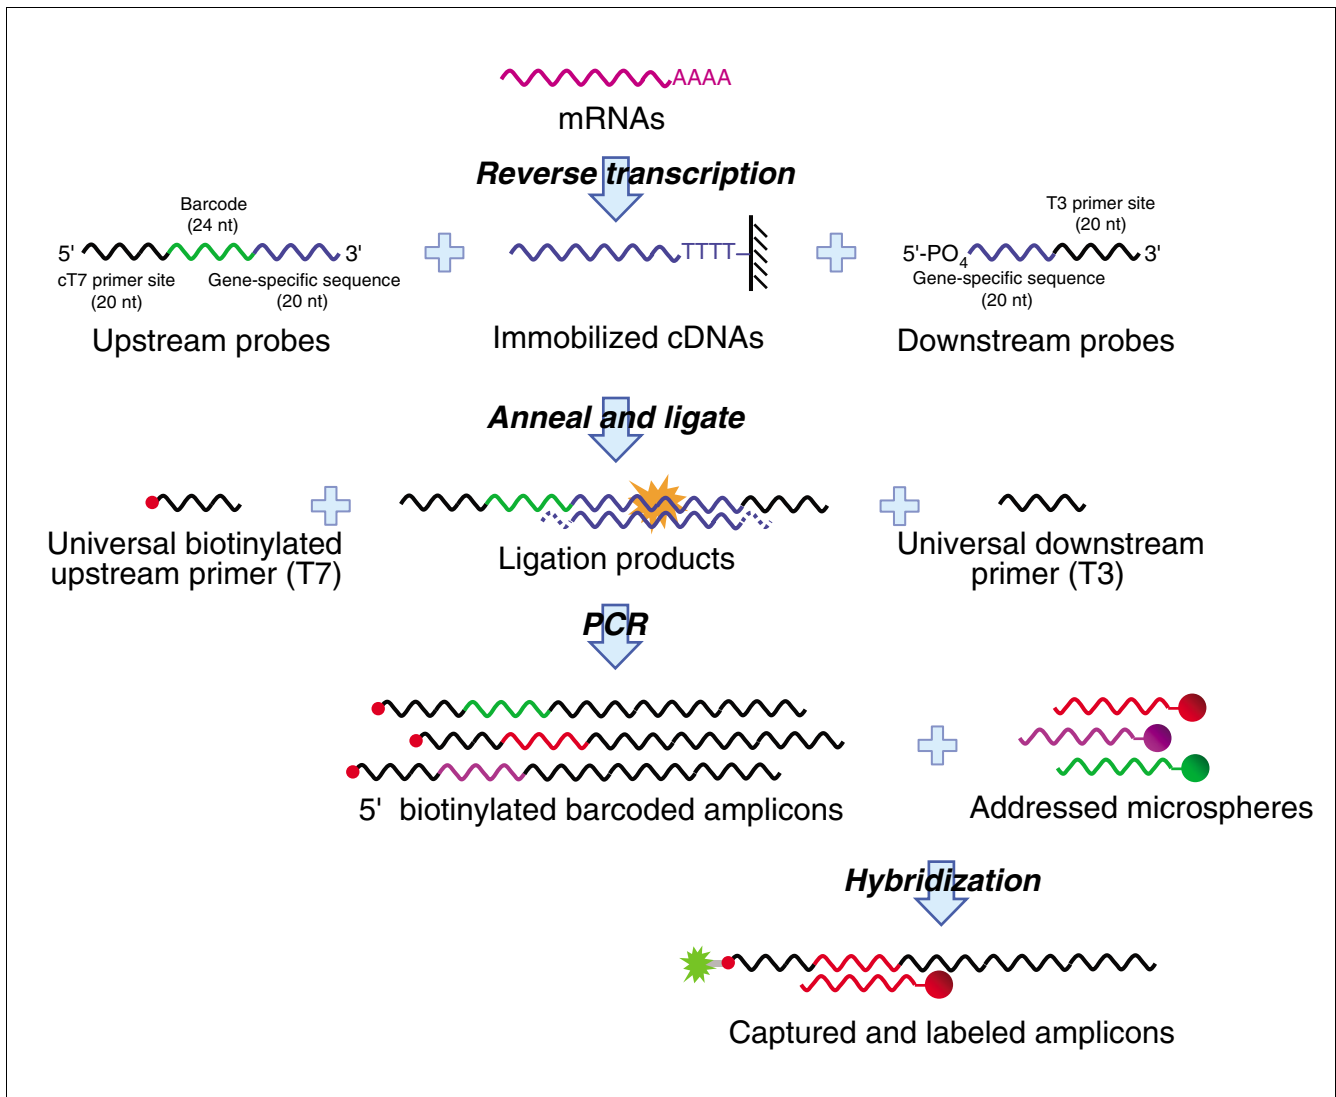 AAAA
mRNAs
Reverse transcription
Barcode
(24 nt)
5'
3'
cT7 primer site
(20 nt)
Gene-specific sequence
(20 nt)
Upstream probes
TTTT
Immobilized cDNAs
T3 primer site
(20 nt)
5'-PO4
3'
Gene-specific sequence
(20 nt)
Downstream probes
Anneal and ligate
Universal biotinylated
upstream primer (T7)
Ligation products
Universal downstream
primer (T3)
PCR
5' biotinylated barcoded amplicons
Addressed microspheres
Hybridization
Captured and labeled amplicons